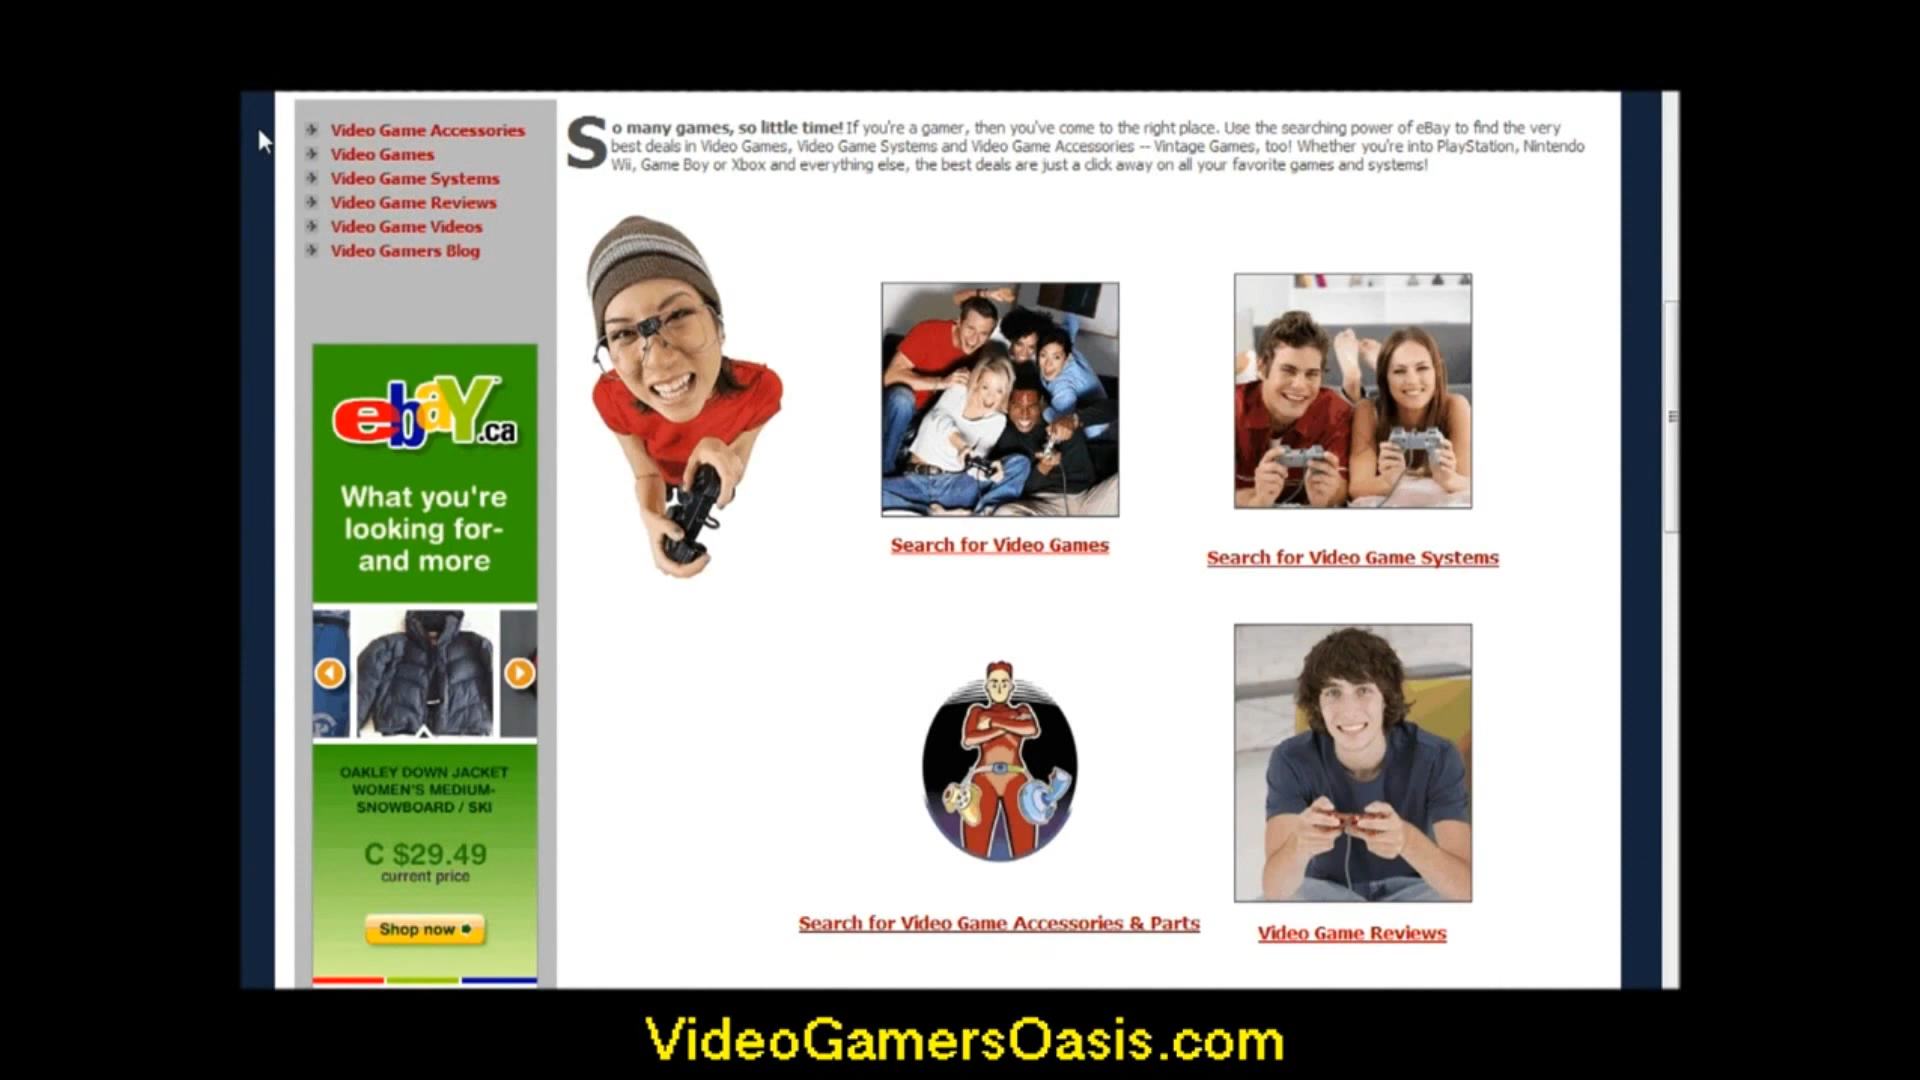 Video Game Accessories
Video Games
Video Game Systems
Video Game Reviews
Video Game Videos
Video Gamers Blog
So many games, so little time! If you're a gamer, then you've come to the right place. Use the searching power of eBay to find the very
best deals in Video Games, Video Game Systems and Video Game Accessories -- Vintage Games, too! Whether you're into PlayStation, Nintendo
Wii, Game Boy or Xbox and everything else, the best deals are just a click away on all your favorite games and systems!
ebay.ca
What you're
looking for-
and more
OAKLEY DOWN JACKET
WOMEN'S MEDIUM-
SNOWBOARD / SKI
C $29.49
current price
Shop now
Search for Video Games
Search for Video Game Systems
Search for Video Game Accessories & Parts
Video Game Reviews
VideoGamersOasis.com